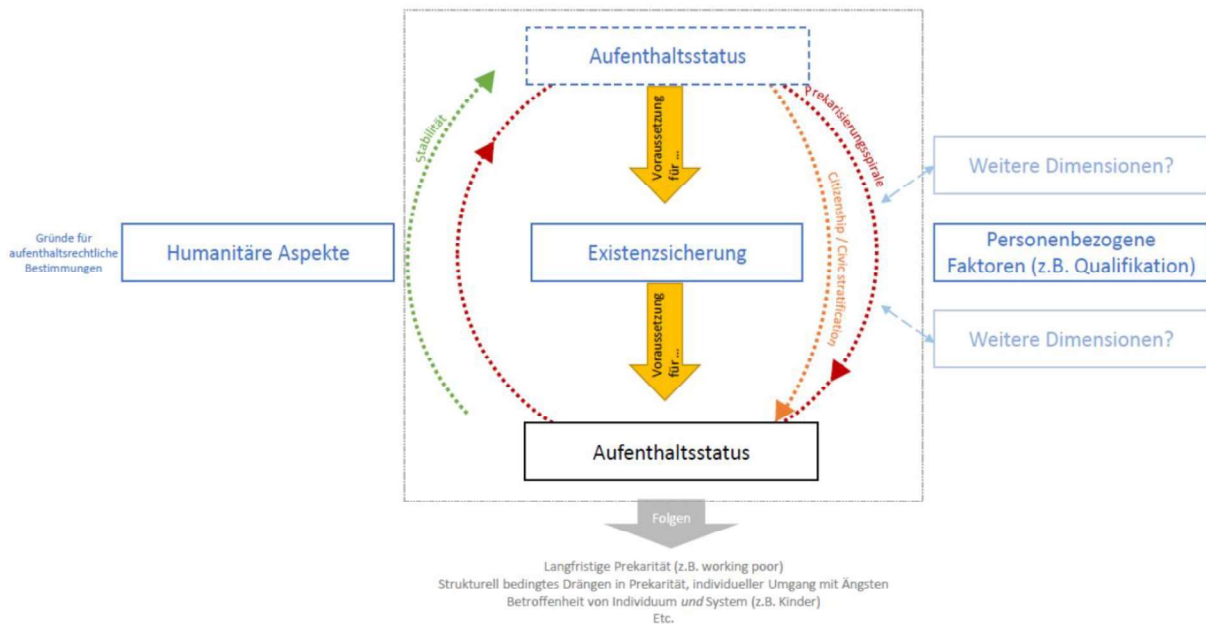 Aufenthaltsstatus
Stabilität
Voraussetzung
für ...
Prekarisierungsspirale
Citizenship / Civic stratification
Weitere Dimensionen?
Gründe für
aufenthaltsrechtliche
Bestimmungen
Humanitäre Aspekte
Existenzsicherung
Personenbezogene
Faktoren (z.B. Qualifikation)
Voraussetzung
für ...
Weitere Dimensionen?
Aufenthaltsstatus
Folgen
Langfristige Prekarität (z.B. working poor)
Strukturell bedingtes Drängen in Prekarität, individueller Umgang mit Ängsten
Betroffenheit von Individuum und System (z.B. Kinder)
Etc.